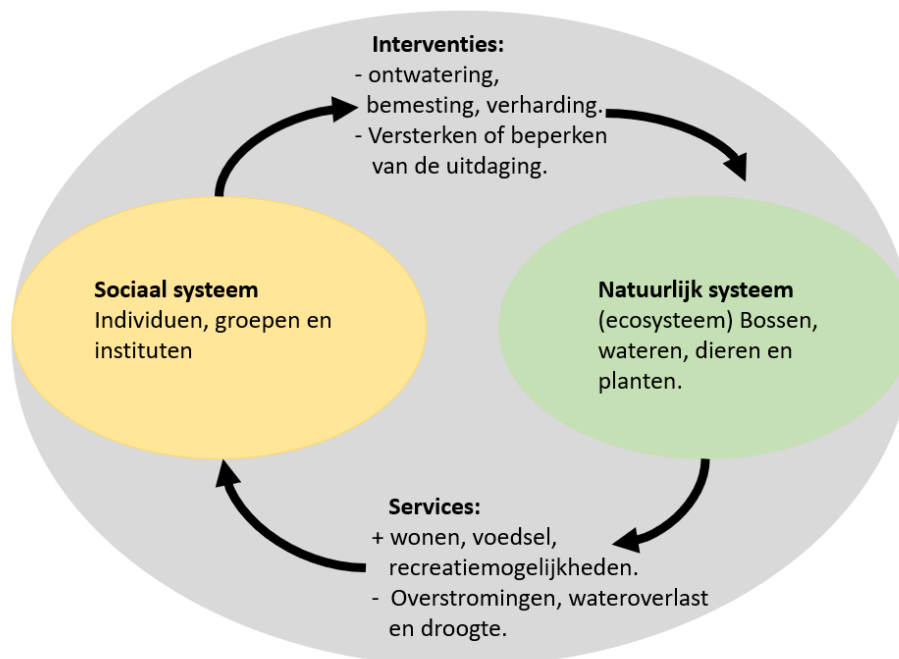 Interventies:
- ontwatering,
bemesting, verharding.
- Versterken of beperken
van de uitdaging.
Sociaal systeem
Individuen, groepen en
instituten
Natuurlijk systeem
(ecosysteem) Bossen,
wateren, dieren en
planten.
Services:
+ wonen, voedsel,
recreatiemogelijkheden.
- Overstromingen, wateroverlast
en droogte.